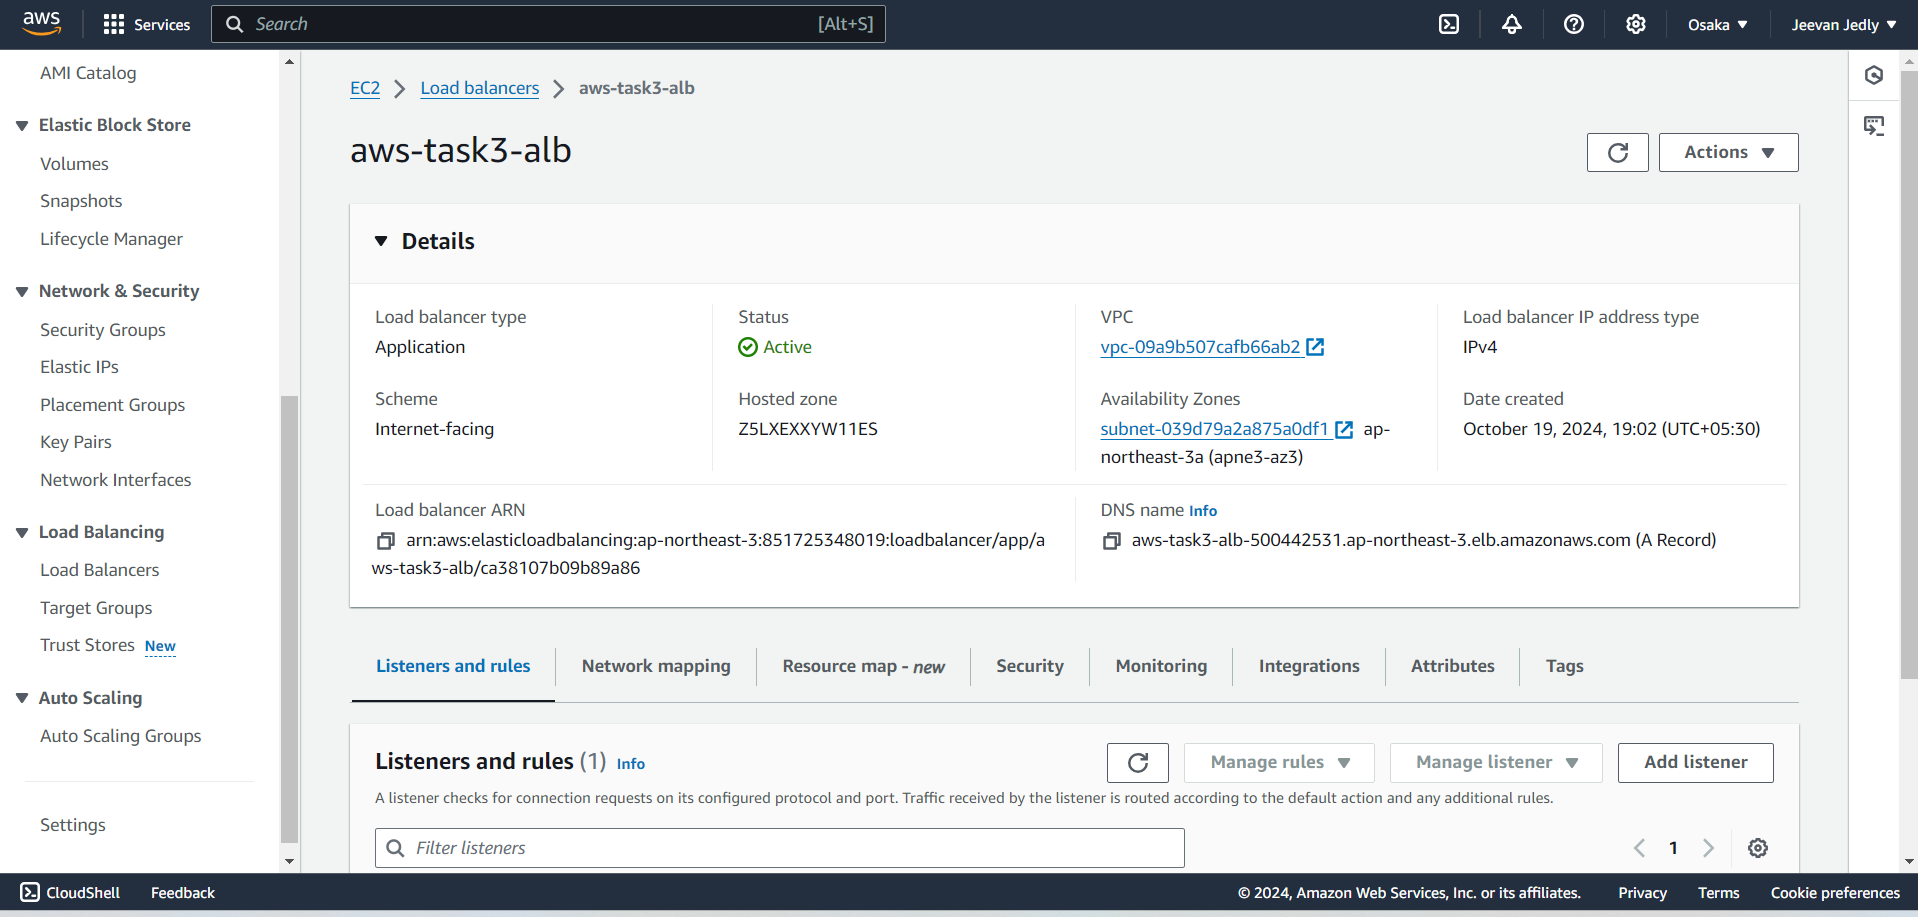 aws
Services
Search
[Alt+S]
Osaka
Jeevan Jedly
AMI Catalog
Elastic Block Store
Volumes
Snapshots
Lifecycle Manager
Network & Security
Security Groups
Elastic IPs
Placement Groups
Key Pairs
Network Interfaces
Load Balancing
Load Balancers
Target Groups
Trust Stores New
Auto Scaling
Auto Scaling Groups
Settings
EC2 > Load balancers > aws-task3-alb
aws-task3-alb
Actions
Details
Load balancer type
Application
Status
Active
VPC
vpc-09a9b507cafb66ab2
Load balancer IP address type
IPv4
Scheme
Internet-facing
Hosted zone
Z5LXEXXYW11ES
Availability Zones
subnet-039d79a2a875a0df1 ap-
northeast-3a (apne3-az3)
Date created
October 19, 2024, 19:02 (UTC+05:30)
Load balancer ARN
arn:aws:elasticloadbalancing:ap-northeast-3:851725348019:loadbalancer/app/a
ws-task3-alb/ca38107b09b89a86
DNS name Info
aws-task3-alb-500442531.ap-northeast-3.elb.amazonaws.com (A Record)
Listeners and rules
Network mapping
Resource map - new
Security
Monitoring
Integrations
Attributes
Tags
Listeners and rules (1) Info
Manage rules
Manage listener
Add listener
A listener checks for connection requests on its configured protocol and port. Traffic received by the listener is routed according to the default action and any additional rules.
Filter listeners
1
CloudShell
Feedback
© 2024, Amazon Web Services, Inc. or its affiliates.
Privacy
Terms
Cookie preferences